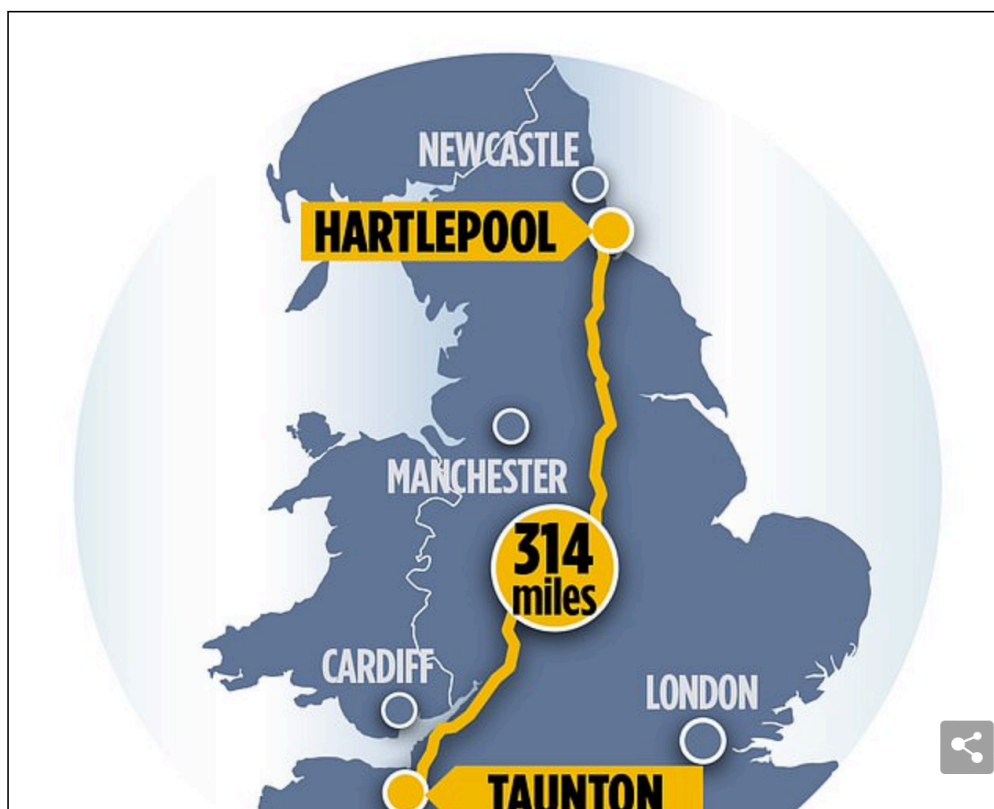 NEWCASTLE
HARTLEPOOL
MANCHESTER
314
miles
CARDIFF
LONDON
TAUNTON